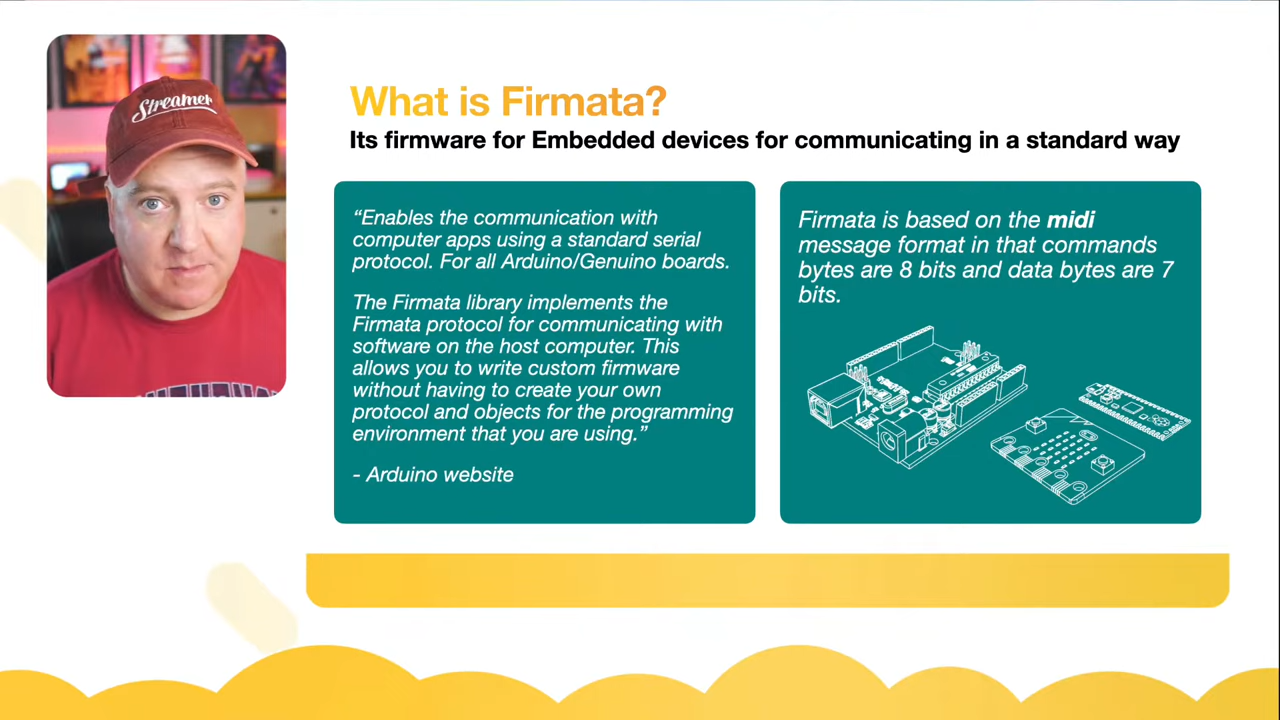 Streamer
What is Firmata?
Its firmware for Embedded devices for communicating in a standard way
“Enables the communication with
computer apps using a standard serial
protocol. For all Arduino/Genuino boards.
The Firmata library implements the
Firmata protocol for communicating with
software on the host computer. This
allows you to write custom firmware
without having to create your own
protocol and objects for the programming
environment that you are using.”
- Arduino website
Firmata is based on the midi
message format in that commands
bytes are 8 bits and data bytes are 7
bits.